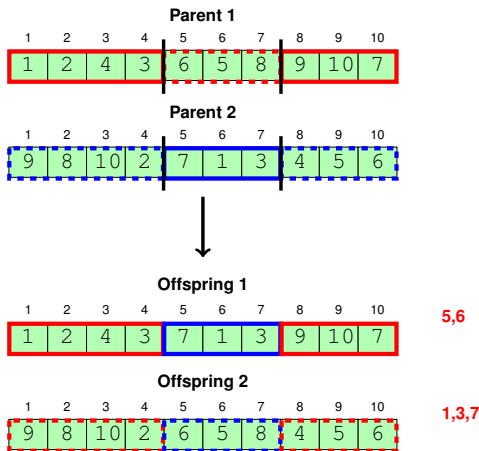 Parent 1
1 2 3 4 5 6 7 8 9 10
1 2 4 3 6 5 8 9 10 7
Parent 2
1 2 3 4 5 6 7 8 9 10
9 8 10 2 7 1 3 4 5 6
Offspring 1
1 2 3 4 5 6 7 8 9 10
5,6
1 2 4 3 7 1 3 9 10 7
Offspring 2
1 2 3 4 5 6 7 8 9 10
1,3,7
9 8 10 2 6 5 8 4 5 6